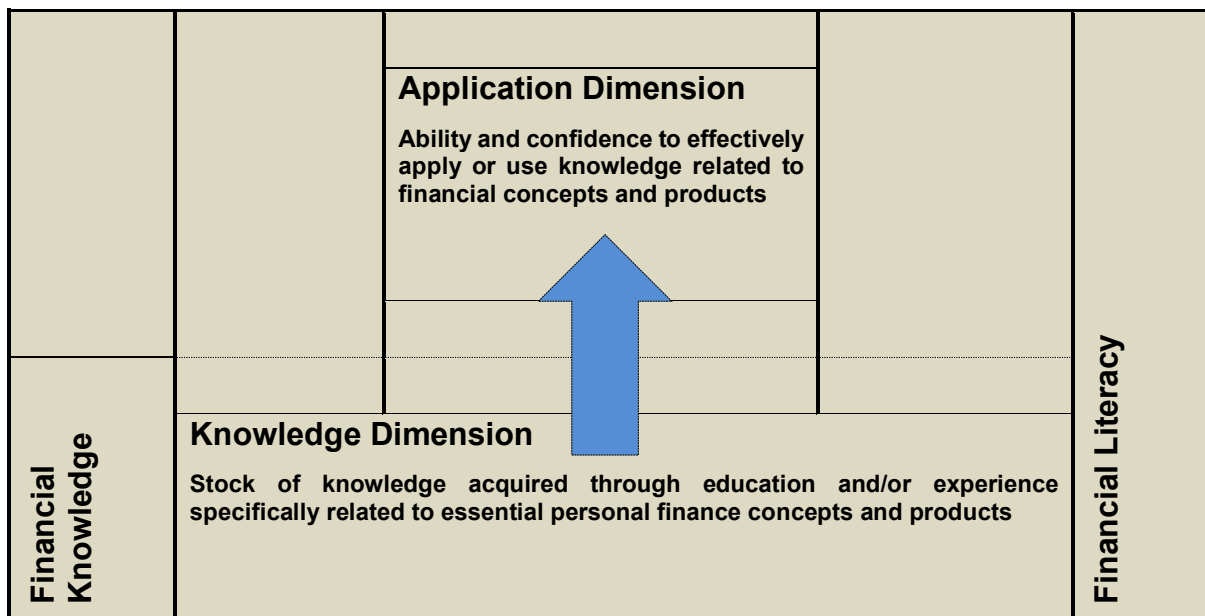 Application Dimension
Ability and confidence to effectively
apply or use knowledge related to
financial concepts and products
Knowledge Dimension
Stock of knowledge acquired through education and/or experience
specifically related to essential personal finance concepts and products
Financial
Knowledge
Financial Literacy